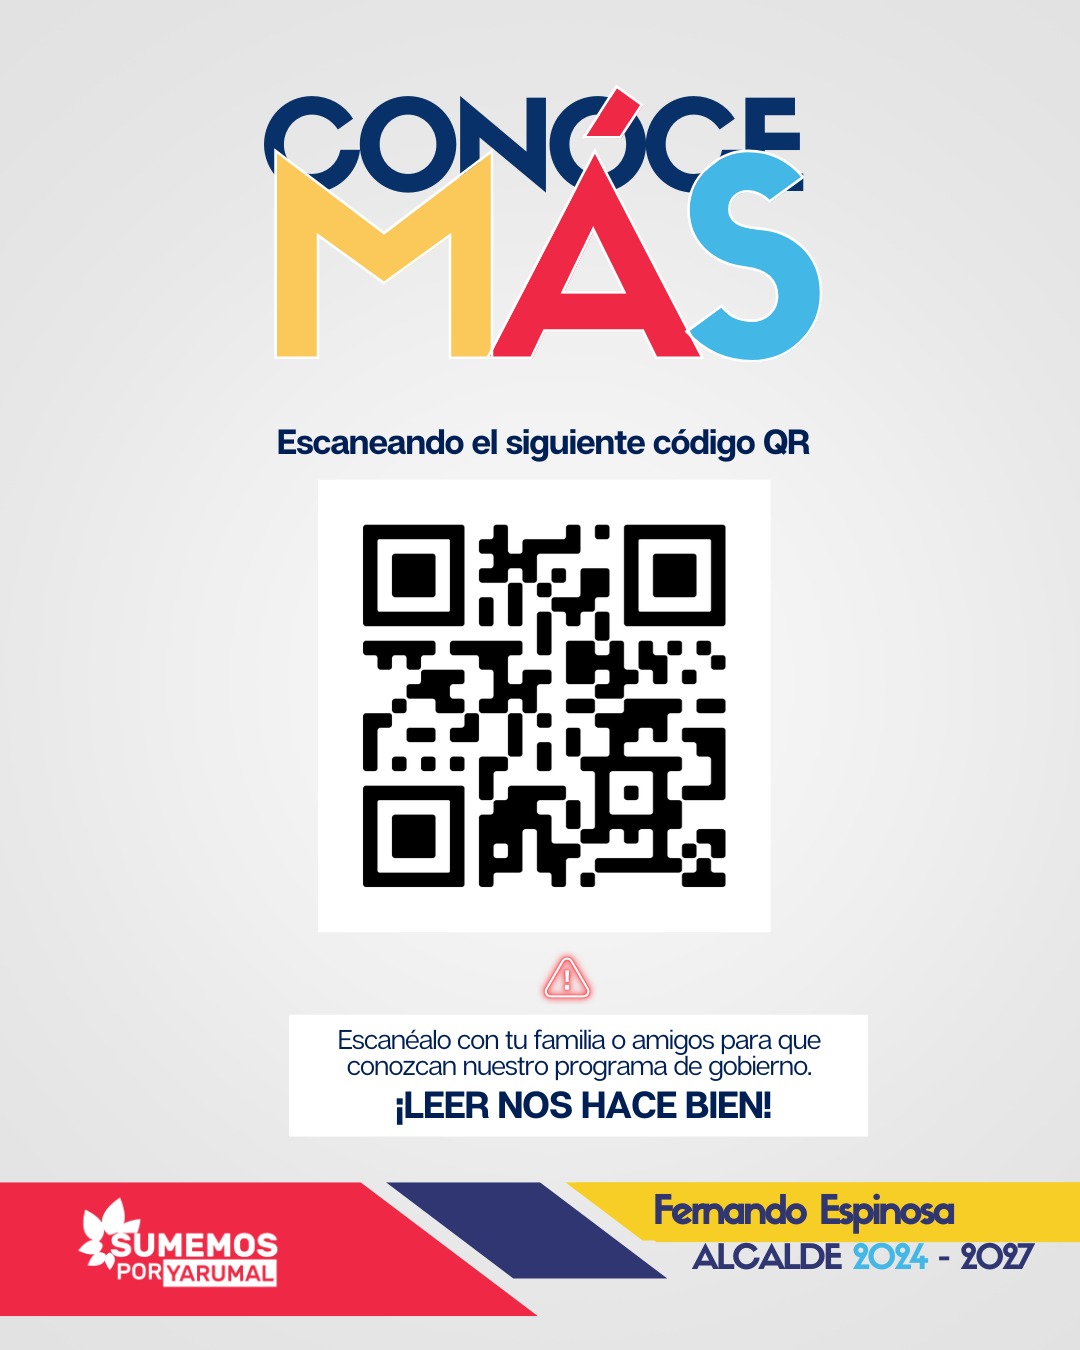 CONÓCE
MÁS
Escaneando el siguiente código QR
Escanéalo con tu familia o amigos para que
conozcan nuestro programa de gobierno.
¡LEER NOS HACE BIEN!
SUMEMOS
POR YARUMAL
Fernando Espinosa
ALCALDE 2024 - 2027